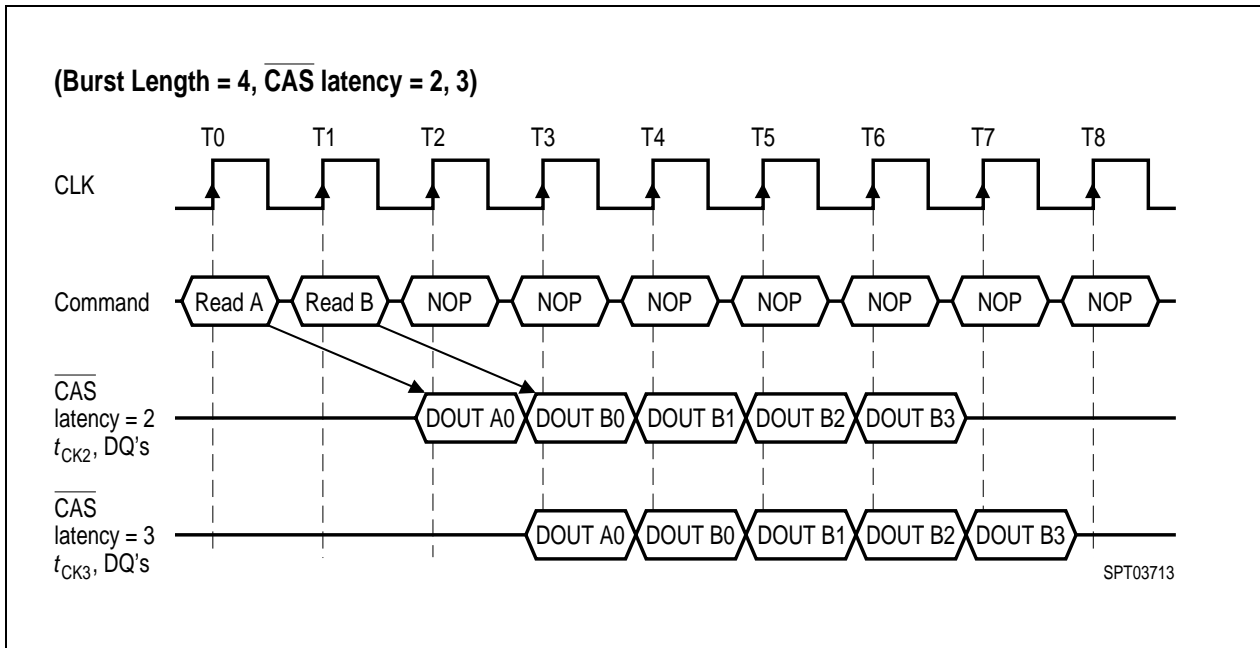 (Burst Length = 4, CAS latency = 2, 3)
T0 T1 T2 T3 T4 T5 T6 T7 T8
CLK
Command Read A Read B NOP NOP NOP NOP NOP NOP NOP
CAS
latency = 2 DOUT A0 DOUT B0 DOUT B1 DOUT B2 DOUT B3
tCK2, DQ's
CAS
latency = 3 DOUT A0 DOUT B0 DOUT B1 DOUT B2 DOUT B3
tCK3, DQ's
SPT03713